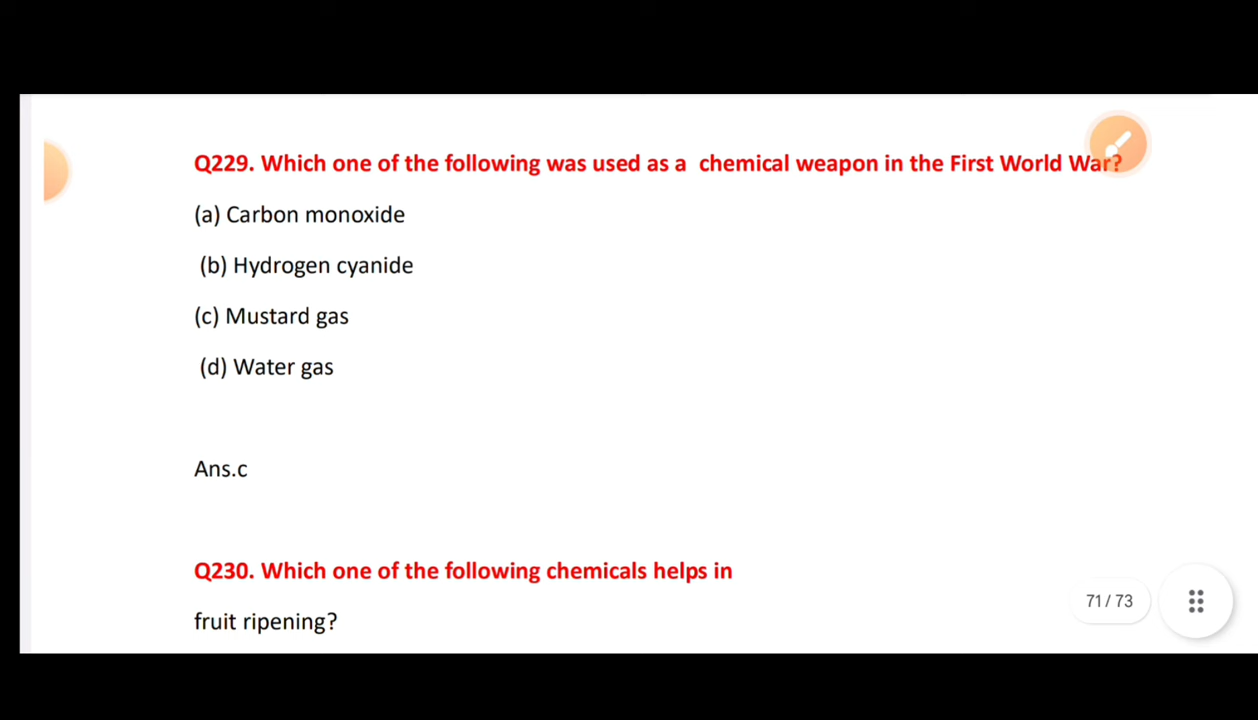 Q229. Which one of the following was used as a  chemical weapon in the First World War?
(a) Carbon monoxide
(b) Hydrogen cyanide
(c) Mustard gas
(d) Water gas
Ans.c
Q230. Which one of the following chemicals helps in
71 / 73
fruit ripening?